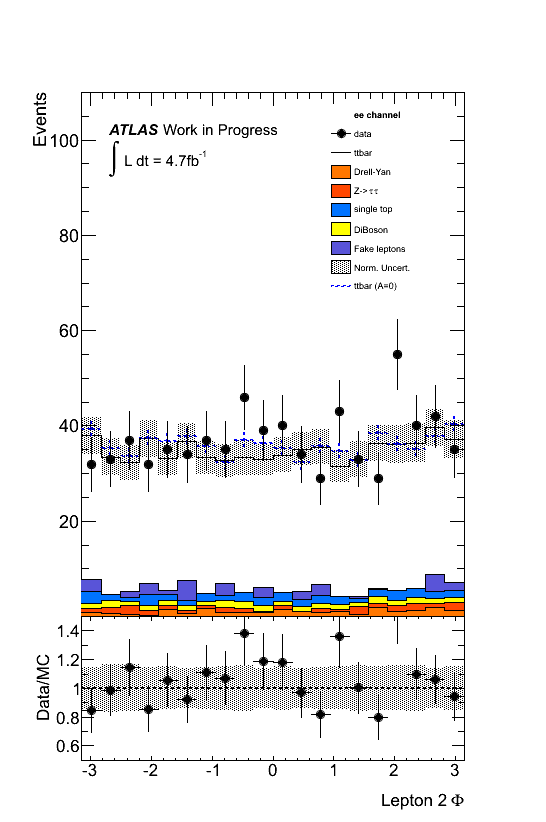 Events
100
80
60
40
20
ATLAS Work in Progress
∫ L dt = 4.7fb⁻¹
ee channel
data
ttbar
Drell-Yan
Z->ττ
single top
DiBoson
Fake leptons
Norm. Uncert.
ttbar (A=0)
Data/MC
1.4
1.2
1
0.8
0.6
-3 -2 -1 0 1 2 3
Lepton 2 Φ